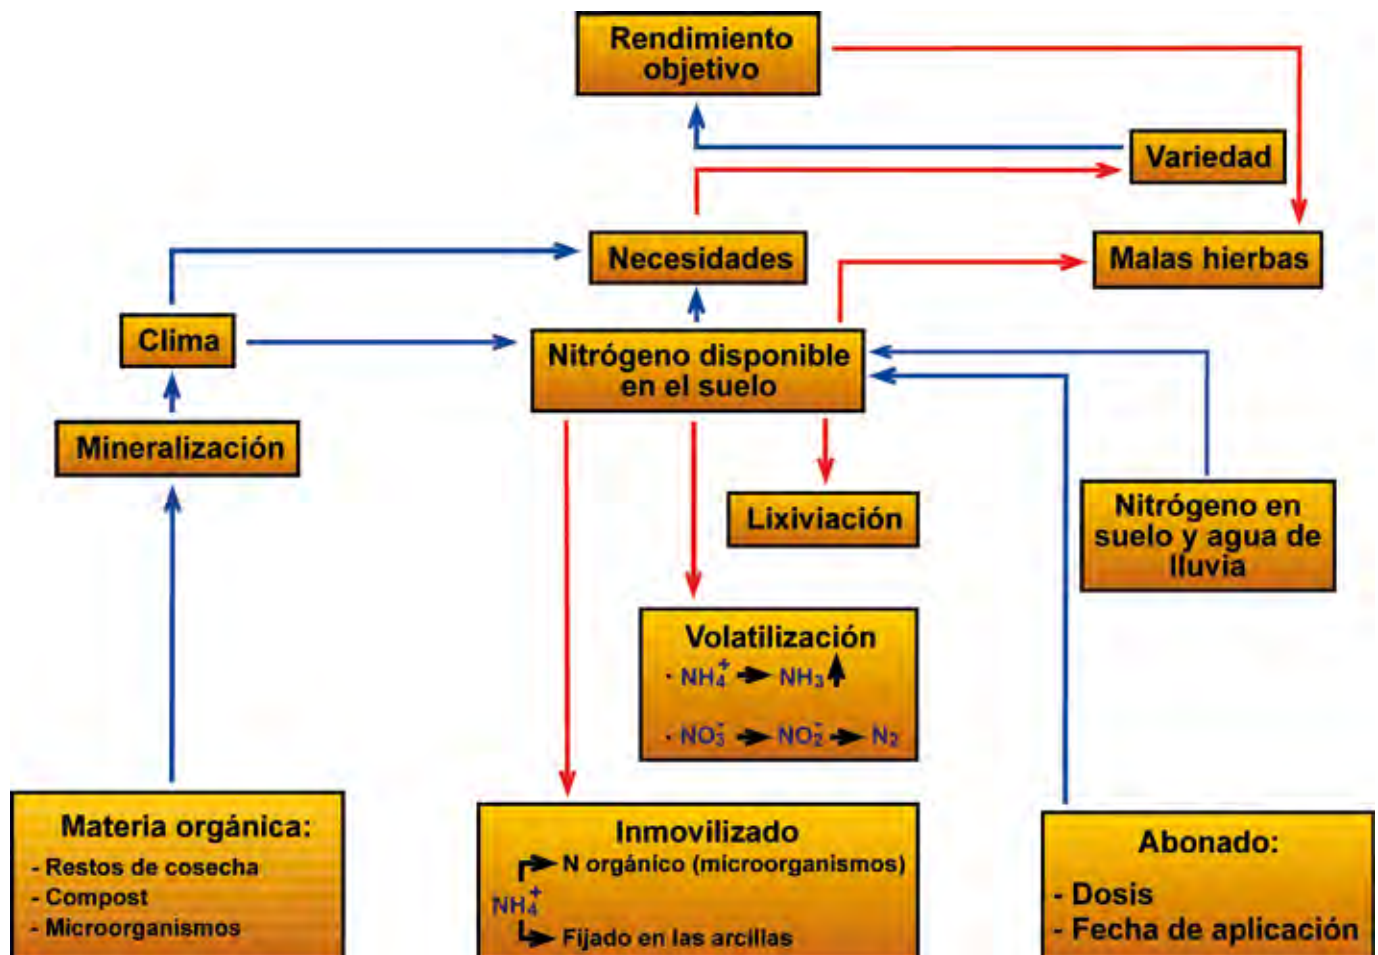 Rendimiento
objetivo
Variedad
Necesidades
Malas hierbas
Clima
Nitrógeno disponible
en el suelo
Mineralización
Lixiviación
Nitrógeno en
suelo y agua de
lluvia
Volatilización
· NH₄⁺ → NH₃ ↑
· NO₃⁻ → NO₂⁻ → N₂
Materia orgánica:
- Restos de cosecha
- Compost
- Microorganismos
Inmovilizado
N orgánico (microorganismos)
NH₄⁺
Fijado en las arcillas
Abonado:
- Dosis
- Fecha de aplicación